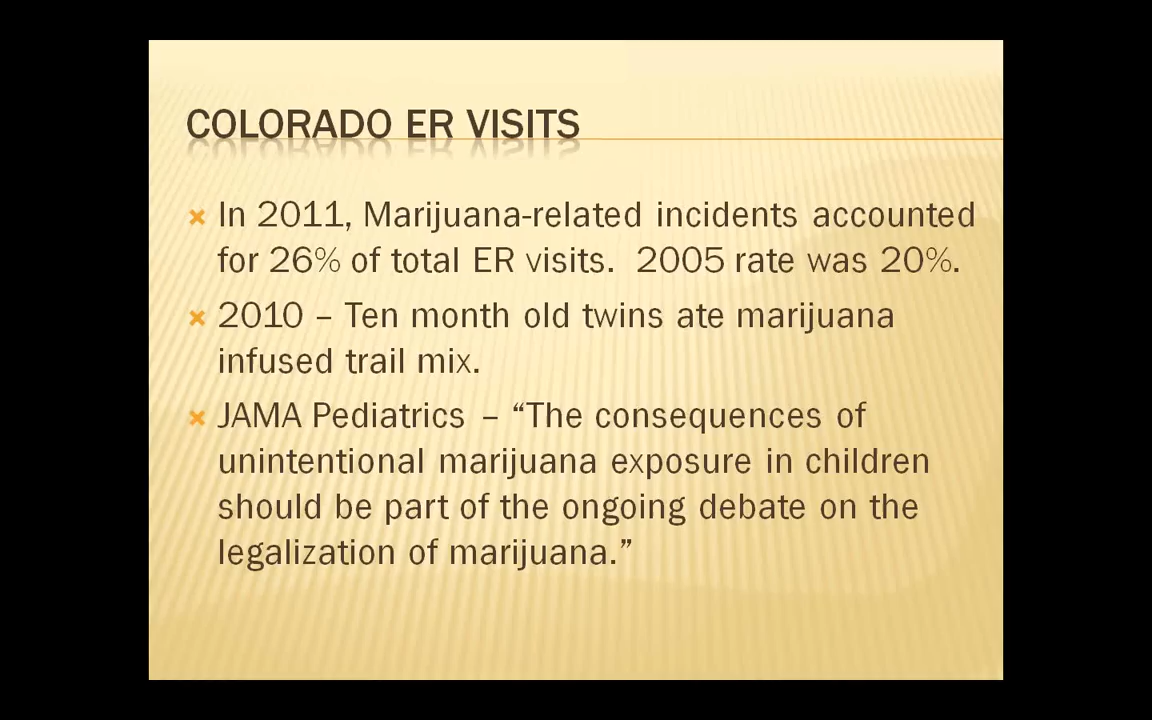 COLORADO ER VISITS
In 2011, Marijuana-related incidents accounted
for 26% of total ER visits.  2005 rate was 20%.
2010 – Ten month old twins ate marijuana
infused trail mix.
JAMA Pediatrics – “The consequences of
unintentional marijuana exposure in children
should be part of the ongoing debate on the
legalization of marijuana.”